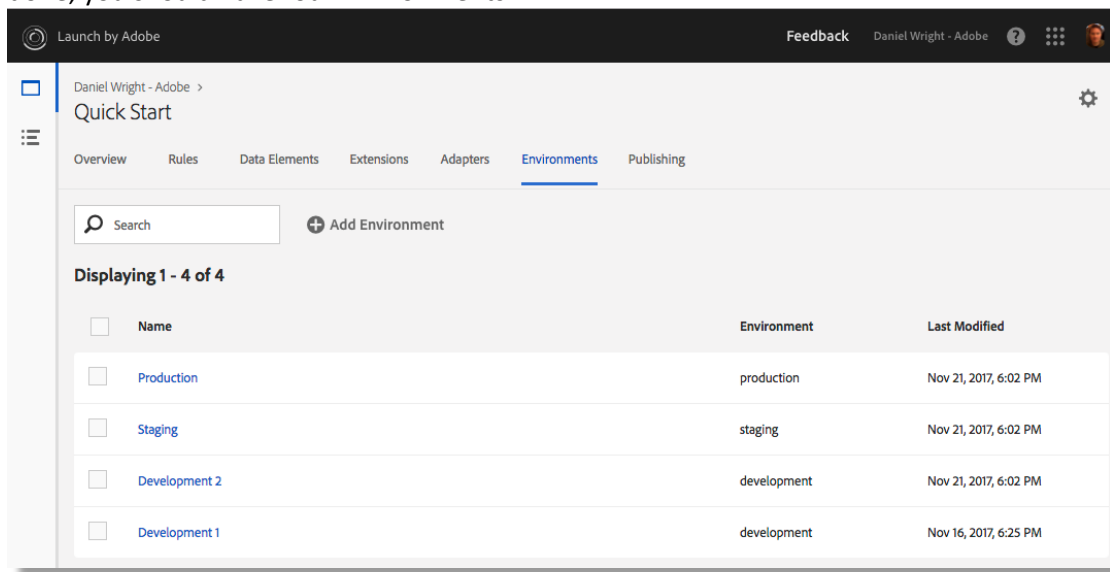 Launch by Adobe Feedback Daniel Wright - Adobe ?
Daniel Wright - Adobe >
Quick Start
Overview Rules Data Elements Extensions Adapters Environments Publishing
Search Add Environment
Displaying 1 - 4 of 4
Name Environment Last Modified
Production production Nov 21, 2017, 6:02 PM
Staging staging Nov 21, 2017, 6:02 PM
Development 2 development Nov 21, 2017, 6:02 PM
Development 1 development Nov 16, 2017, 6:25 PM